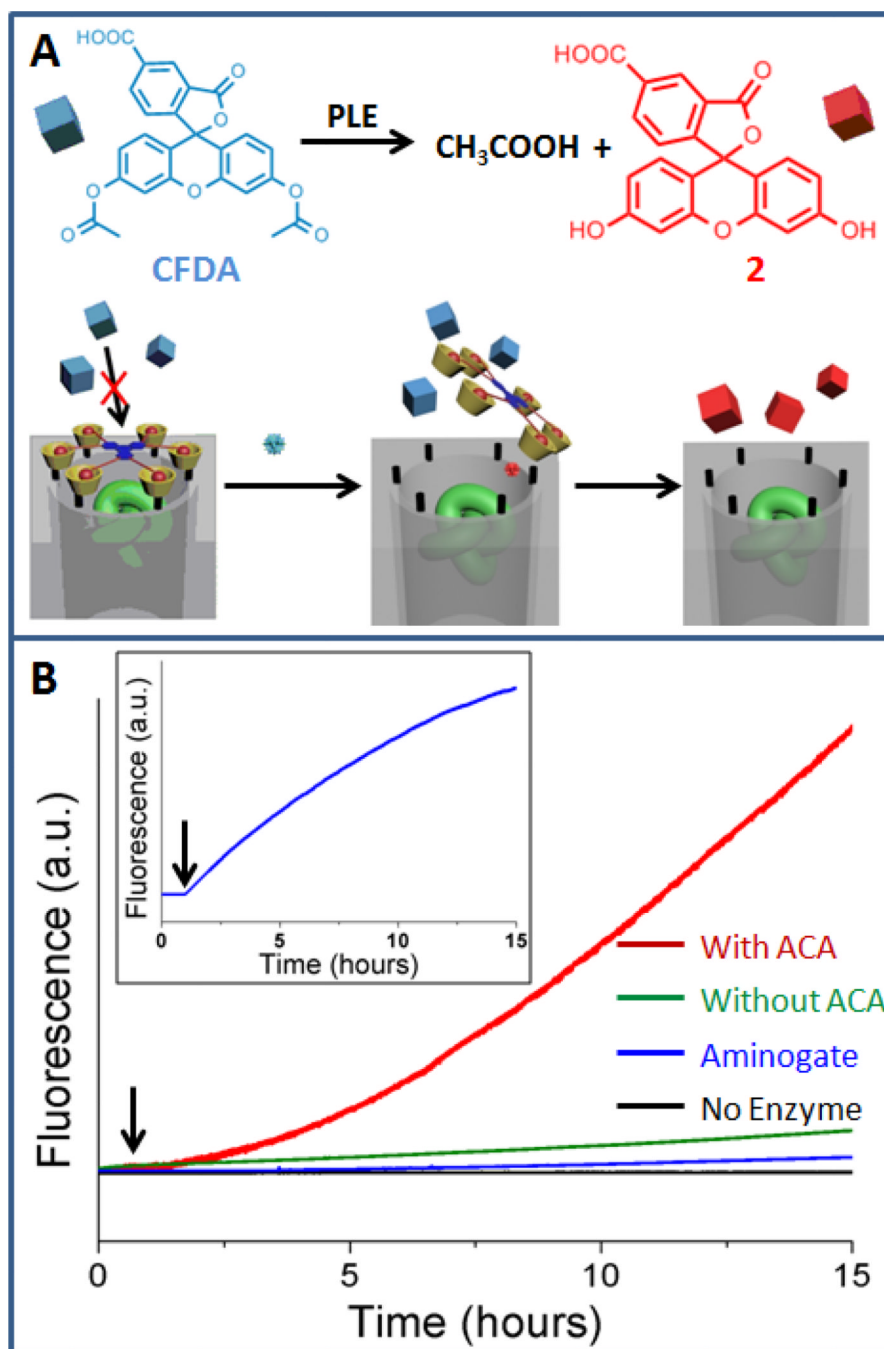 A
HOOC
O
O
O
O
O
O
O
CFDA
PLE
CH₃COOH +
HOOC
O
O
HO
O
OH
2
B
Fluorescence (a.u.)
0
5
10
15
Time (hours)
Fluorescence (a.u.)
With ACA
Without ACA
Aminogate
No Enzyme
0
5
10
15
Time (hours)